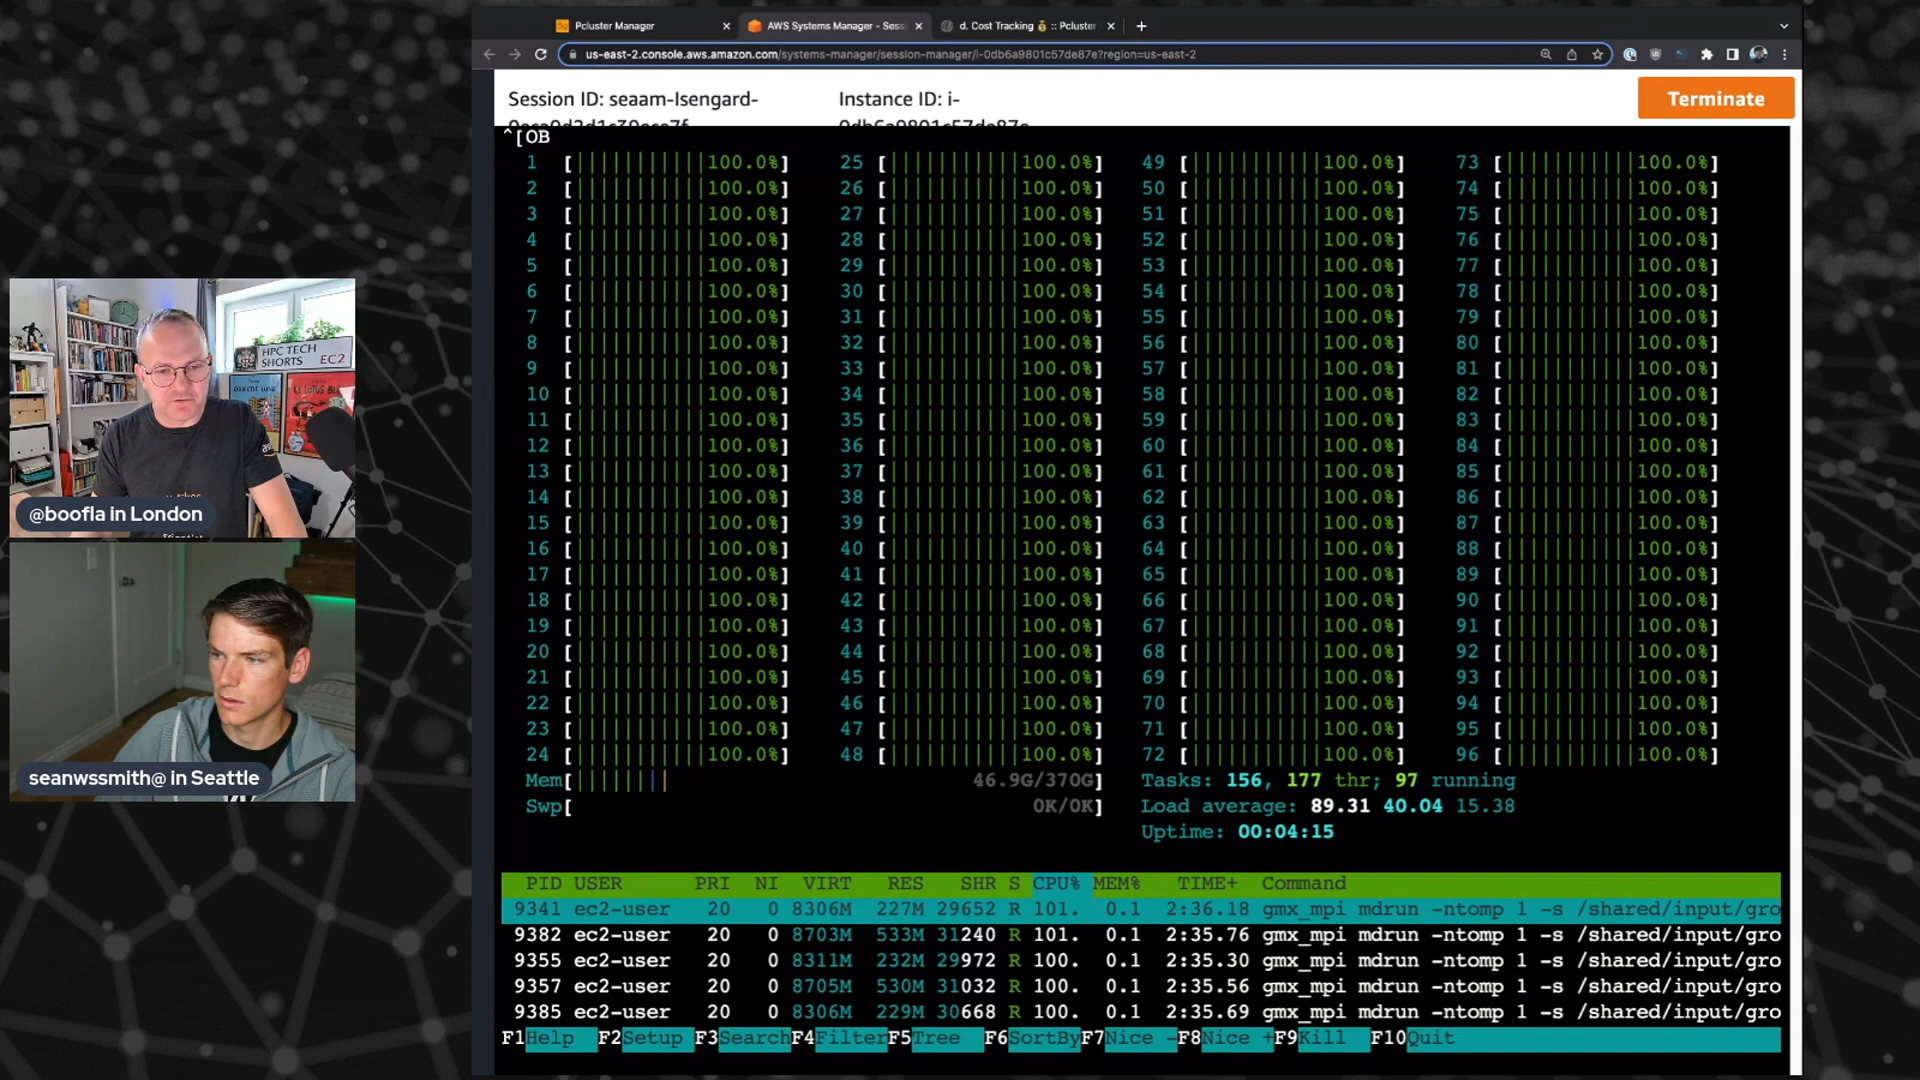 Pcluster Manager
AWS Systems Manager - Sess
d. Cost Tracking 💰 :: Pcluster
us-east-2.console.aws.amazon.com/systems-manager/session-manager/i-0db6a9801c57de87e?region=us-east-2
Session ID: seaam-Isengard-
Instance ID: i-
0db6a9801c57de87e
Terminate
^[OB
1 [||||||||||||100.0%] 25 [||||||||||||100.0%] 49 [||||||||||||100.0%] 73 [||||||||||||100.0%]
2 [||||||||||||100.0%] 26 [||||||||||||100.0%] 50 [||||||||||||100.0%] 74 [||||||||||||100.0%]
3 [||||||||||||100.0%] 27 [||||||||||||100.0%] 51 [||||||||||||100.0%] 75 [||||||||||||100.0%]
4 [||||||||||||100.0%] 28 [||||||||||||100.0%] 52 [||||||||||||100.0%] 76 [||||||||||||100.0%]
5 [||||||||||||100.0%] 29 [||||||||||||100.0%] 53 [||||||||||||100.0%] 77 [||||||||||||100.0%]
6 [||||||||||||100.0%] 30 [||||||||||||100.0%] 54 [||||||||||||100.0%] 78 [||||||||||||100.0%]
7 [||||||||||||100.0%] 31 [||||||||||||100.0%] 55 [||||||||||||100.0%] 79 [||||||||||||100.0%]
8 [||||||||||||100.0%] 32 [||||||||||||100.0%] 56 [||||||||||||100.0%] 80 [||||||||||||100.0%]
9 [||||||||||||100.0%] 33 [||||||||||||100.0%] 57 [||||||||||||100.0%] 81 [||||||||||||100.0%]
10 [||||||||||||100.0%] 34 [||||||||||||100.0%] 58 [||||||||||||100.0%] 82 [||||||||||||100.0%]
11 [||||||||||||100.0%] 35 [||||||||||||100.0%] 59 [||||||||||||100.0%] 83 [||||||||||||100.0%]
12 [||||||||||||100.0%] 36 [||||||||||||100.0%] 60 [||||||||||||100.0%] 84 [||||||||||||100.0%]
13 [||||||||||||100.0%] 37 [||||||||||||100.0%] 61 [||||||||||||100.0%] 85 [||||||||||||100.0%]
14 [||||||||||||100.0%] 38 [||||||||||||100.0%] 62 [||||||||||||100.0%] 86 [||||||||||||100.0%]
15 [||||||||||||100.0%] 39 [||||||||||||100.0%] 63 [||||||||||||100.0%] 87 [||||||||||||100.0%]
16 [||||||||||||100.0%] 40 [||||||||||||100.0%] 64 [||||||||||||100.0%] 88 [||||||||||||100.0%]
17 [||||||||||||100.0%] 41 [||||||||||||100.0%] 65 [||||||||||||100.0%] 89 [||||||||||||100.0%]
18 [||||||||||||100.0%] 42 [||||||||||||100.0%] 66 [||||||||||||100.0%] 90 [||||||||||||100.0%]
19 [||||||||||||100.0%] 43 [||||||||||||100.0%] 67 [||||||||||||100.0%] 91 [||||||||||||100.0%]
20 [||||||||||||100.0%] 44 [||||||||||||100.0%] 68 [||||||||||||100.0%] 92 [||||||||||||100.0%]
21 [||||||||||||100.0%] 45 [||||||||||||100.0%] 69 [||||||||||||100.0%] 93 [||||||||||||100.0%]
22 [||||||||||||100.0%] 46 [||||||||||||100.0%] 70 [||||||||||||100.0%] 94 [||||||||||||100.0%]
23 [||||||||||||100.0%] 47 [||||||||||||100.0%] 71 [||||||||||||100.0%] 95 [||||||||||||100.0%]
24 [||||||||||||100.0%] 48 [||||||||||||100.0%] 72 [||||||||||||100.0%] 96 [||||||||||||100.0%]
Mem[|||||||| 46.9G/370G] Tasks: 156, 177 thr; 97 running
Swp[ 0K/0K] Load average: 89.31 40.04 15.38
Uptime: 00:04:15
PID USER PRI NI VIRT RES SHR S CPU% MEM% TIME+ Command
9341 ec2-user 20 0 8306M 227M 29652 R 101. 0.1 2:36.18 gmx_mpi mdrun -ntomp 1 -s /shared/input/gro
9382 ec2-user 20 0 8703M 533M 31240 R 101. 0.1 2:35.76 gmx_mpi mdrun -ntomp 1 -s /shared/input/gro
9355 ec2-user 20 0 8311M 232M 29972 R 100. 0.1 2:35.30 gmx_mpi mdrun -ntomp 1 -s /shared/input/gro
9357 ec2-user 20 0 8705M 530M 31032 R 100. 0.1 2:35.56 gmx_mpi mdrun -ntomp 1 -s /shared/input/gro
9385 ec2-user 20 0 8306M 229M 30668 R 100. 0.1 2:35.69 gmx_mpi mdrun -ntomp 1 -s /shared/input/gro
F1Help F2Setup F3SearchF4FilterF5Tree F6SortByF7Nice -F8Nice +F9Kill F10Quit
HPC TECH
SHORTS EC2
@boofla in London
seanwssmith@ in Seattle